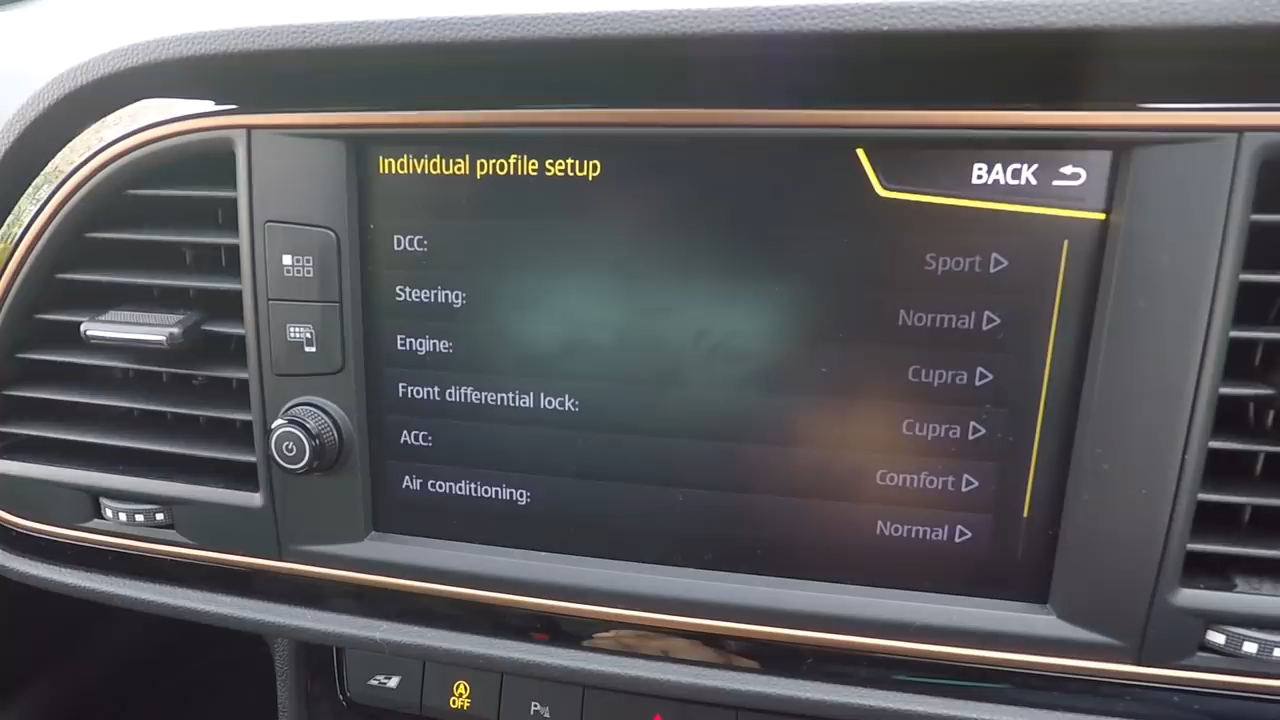 Individual profile setup
BACK
DCC: Sport
Steering: Normal
Engine: Cupra
Front differential lock: Cupra
ACC: Comfort
Air conditioning: Normal
A
OFF
P